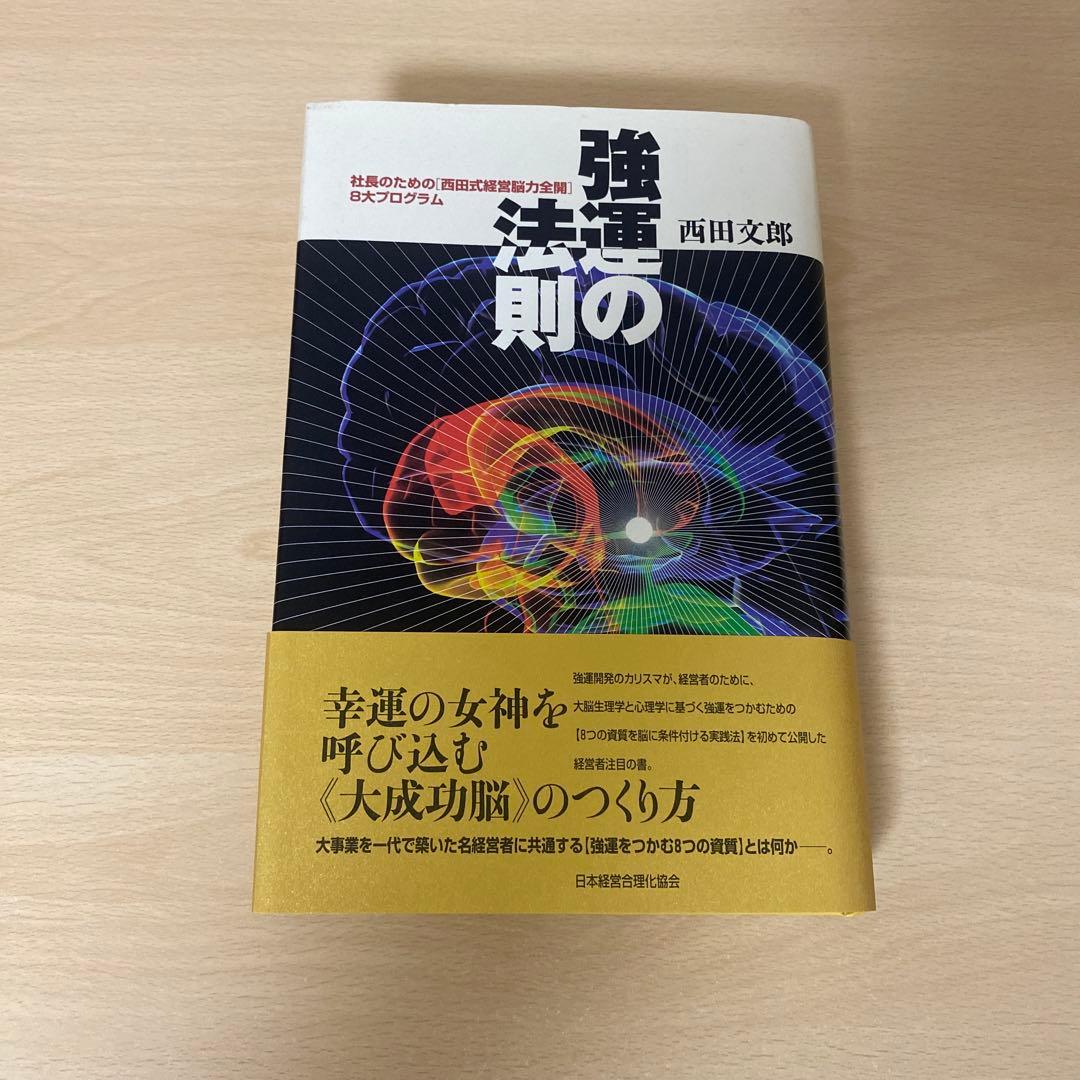 社長のための[西田式経営脳力全開]
8大プログラム
強運の
法則
西田文郎
幸運の女神を
呼び込む
《大成功脳》のつくり方
強運開発のカリスマが、経営者のために、
大脳生理学と心理学に基づく強運をつかむための
【8つの資質を脳に条件付ける実践法】を初めて公開した
経営者注目の書。
大事業を一代で築いた名経営者に共通する【強運をつかむ8つの資質】とは何か──。
日本経営合理化協会